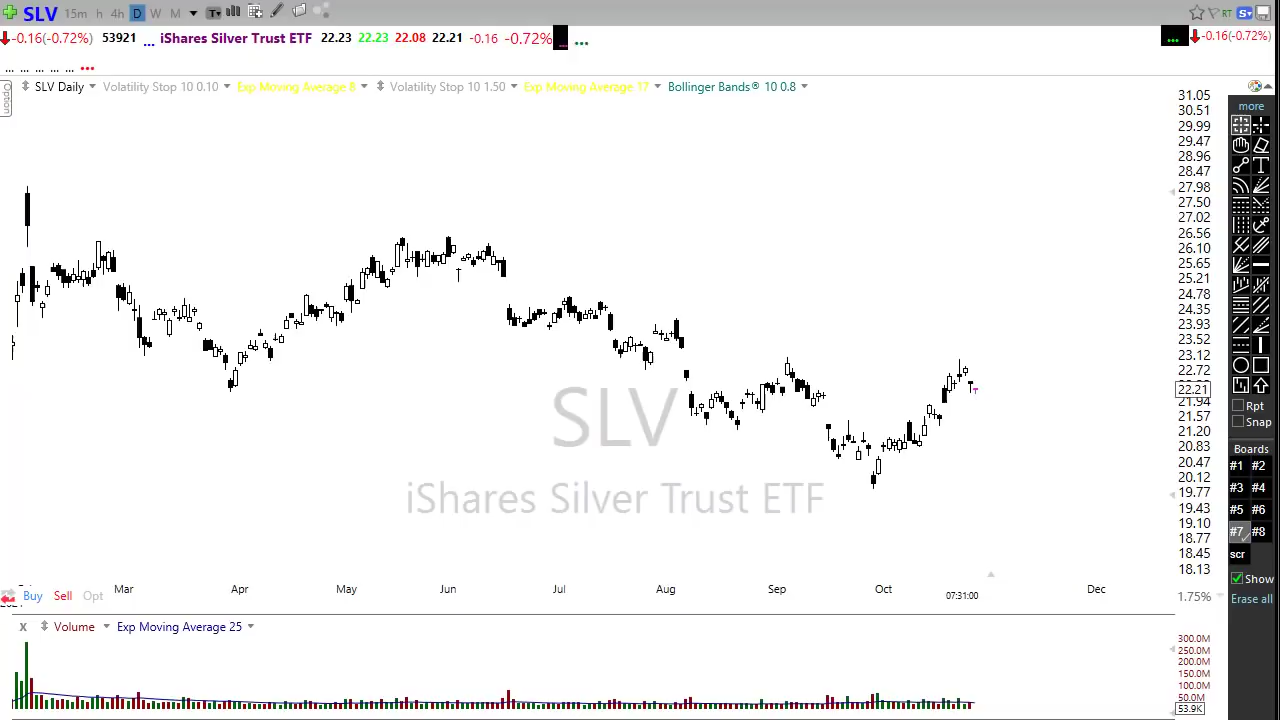 SLV 15m h 4h D W M T RT S
-0.16(-0.72%) 53921 ... iShares Silver Trust ETF 22.23 22.23 22.08 22.21 -0.16 -0.72% ... ... ... -0.16(-0.72%)
... ... ... ... ... ...
Option SLV Daily Volatility Stop 10 0.10 Exp Moving Average 8 Volatility Stop 10 1.50 Exp Moving Average 17 Bollinger Bands® 10 0.8
31.05
30.51
29.99
29.47
28.96
28.47
27.98
27.50
27.02
26.56
26.10
25.65
25.21
24.78
24.35
23.93
23.52
23.12
22.72
22.21
21.94
21.57
21.20
20.83
20.47
20.12
19.77
19.43
19.10
18.77
18.45
18.13
SLV
iShares Silver Trust ETF
Mar Apr May Jun Jul Aug Sep Oct Dec
07:31:00
Buy Sell Opt 1.75%
X Volume Exp Moving Average 25
300.0M
250.0M
200.0M
150.0M
100.0M
50.0M
53.9K
more
T
Rpt
Snap
Boards
#1 #2
#3 #4
#5 #6
#7 #8
scr
Show
Erase all